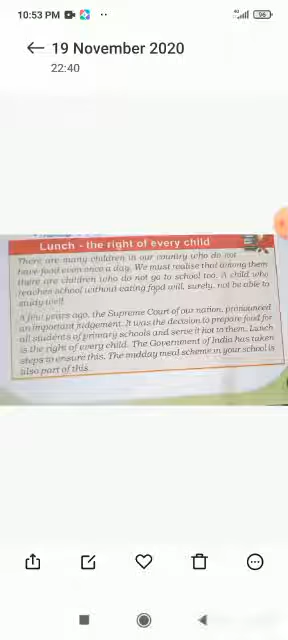 10:53 PM
4G
96
19 November 2020
22:40
Lunch - the right of every child
There are many children in our country who do not
have food even once a day. We must realise that among them
there are children who do not go to school too. A child who
reaches school without eating food will, surely, not be able to
study well.
A few years ago, the Supreme Court of our nation, pronounced
an important judgement. It was the decision to prepare food for
all students of primary schools and serve it hot to them. Lunch
is the right of every child. The Government of India has taken
steps to ensure this. The midday meal scheme in your school is
also part of this.